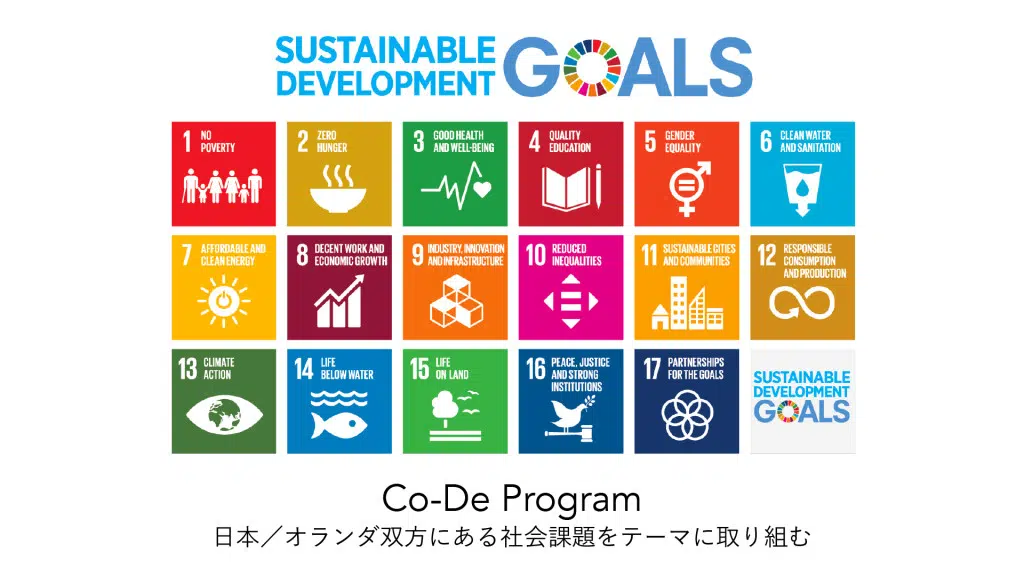 SUSTAINABLE
DEVELOPMENT
GOALS
1 NO
POVERTY
2 ZERO
HUNGER
3 GOOD HEALTH
AND WELL-BEING
4 QUALITY
EDUCATION
5 GENDER
EQUALITY
6 CLEAN WATER
AND SANITATION
7 AFFORDABLE AND
CLEAN ENERGY
8 DECENT WORK AND
ECONOMIC GROWTH
9 INDUSTRY, INNOVATION
AND INFRASTRUCTURE
10 REDUCED
INEQUALITIES
11 SUSTAINABLE CITIES
AND COMMUNITIES
12 RESPONSIBLE
CONSUMPTION
AND PRODUCTION
13 CLIMATE
ACTION
14 LIFE
BELOW WATER
15 LIFE
ON LAND
16 PEACE, JUSTICE
AND STRONG
INSTITUTIONS
17 PARTNERSHIPS
FOR THE GOALS
SUSTAINABLE
DEVELOPMENT
GOALS
Co-De Program
日本／オランダ双方にある社会課題をテーマに取り組む